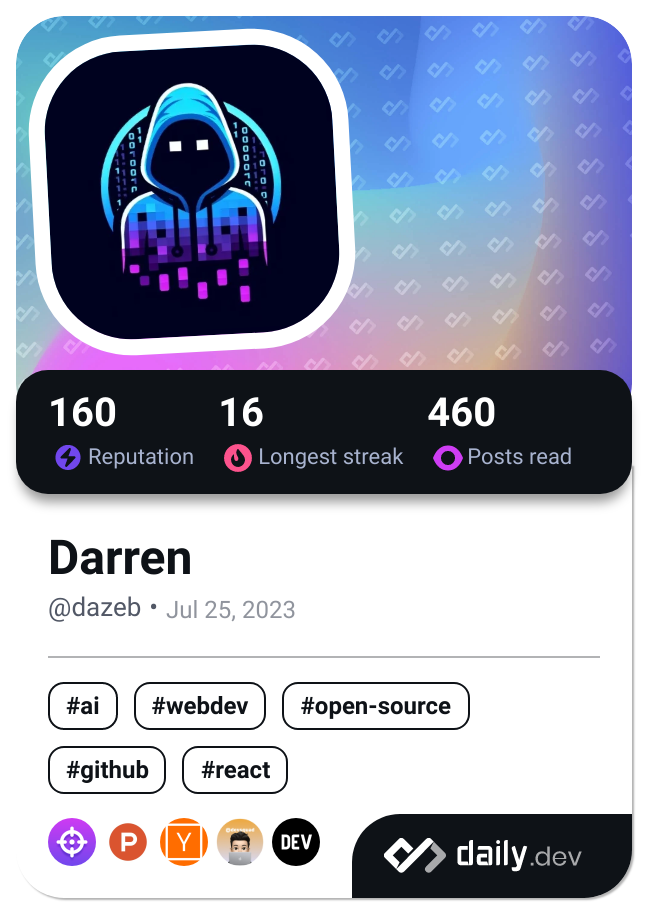 160 16 460
Reputation Longest streak Posts read
Darren
@dazeb • Jul 25, 2023
#ai #webdev #open-source
#github #react
P Y DEV
daily.dev